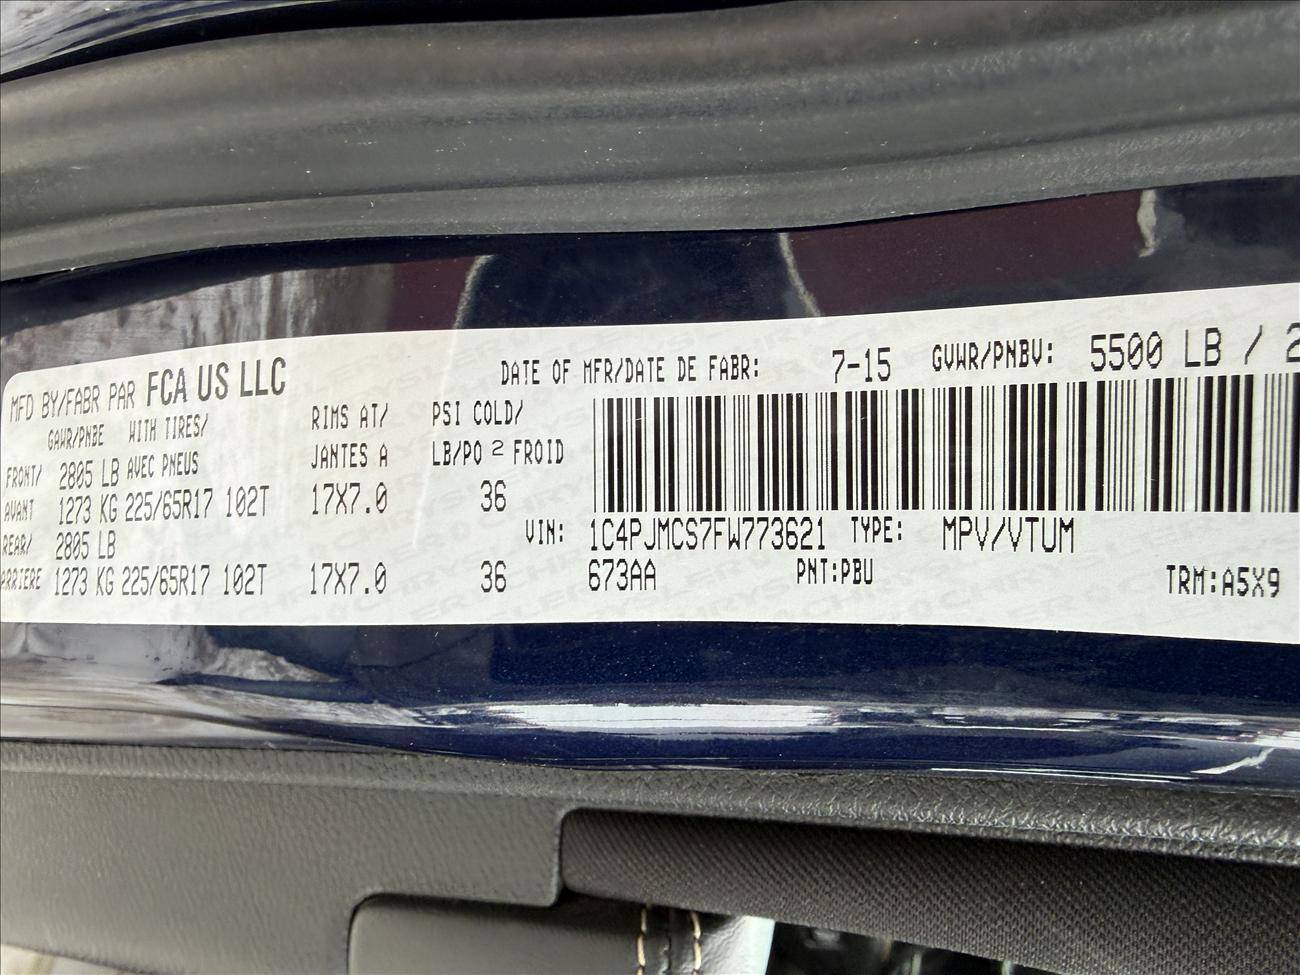 MFD BY/FABR PAR FCA US LLC
DATE OF MFR/DATE DE FABR: 7-15 GVWR/PNBV: 5500 LB / 2
GAWR/PNBE WITH TIRES/ RIMS AT/ PSI COLD/
FRONT/ 2805 LB AVEC PNEUS JANTES A LB/PO 2 FROID
AVANT 1273 KG 225/65R17 102T 17X7.0 36
REAR/ 2805 LB
ARRIERE 1273 KG 225/65R17 102T 17X7.0 36
VIN: 1C4PJMCS7FW773621 TYPE: MPV/VTUM
673AA PNT:PBU TRM:A5X9